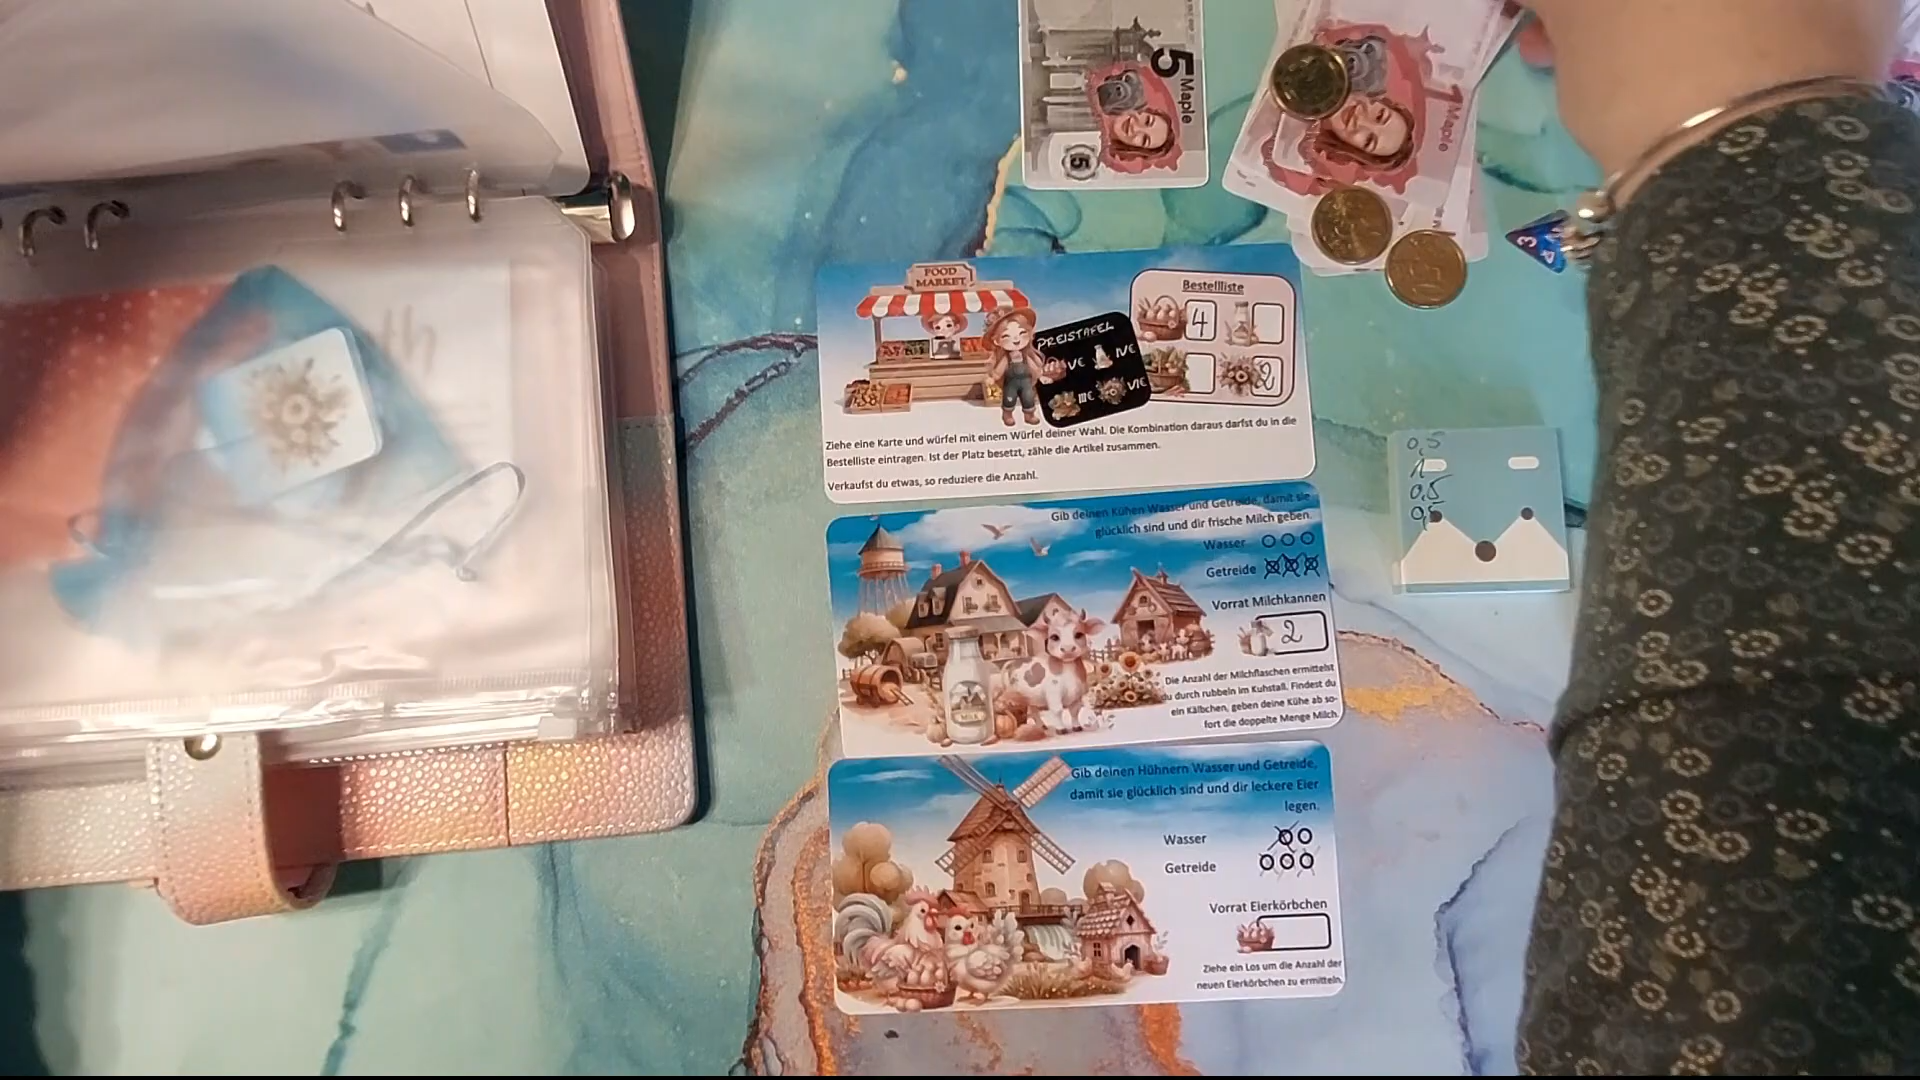 5 Maple
5
1 Maple
3
FOOD
MARKET
PREISTAFEL
V€ IV€
III€ VI€
Bestellliste
4
2
Ziehe eine Karte und würfel mit einem Würfel deiner Wahl. Die Kombination daraus darfst du in die
Bestelliste eintragen. Ist der Platz besetzt, zähle die Artikel zusammen.
Verkaufst du etwas, so reduziere die Anzahl.
0,5
1
0,5
0,5
Gib deinen Kühen Wasser und Getreide, damit sie
glücklich sind und dir frische Milch geben.
Wasser
Getreide
Vorrat Milchkannen
2
MILK
Die Anzahl der Milchflaschen ermittelst
du durch rubbeln im Kuhstall. Findest du
ein Kälbchen, geben deine Kühe ab so-
fort die doppelte Menge Milch.
Gib deinen Hühnern Wasser und Getreide,
damit sie glücklich sind und dir leckere Eier
legen.
Wasser
Getreide
Vorrat Eierkörbchen
Ziehe ein Los um die Anzahl der
neuen Eierkörbchen zu ermitteln.